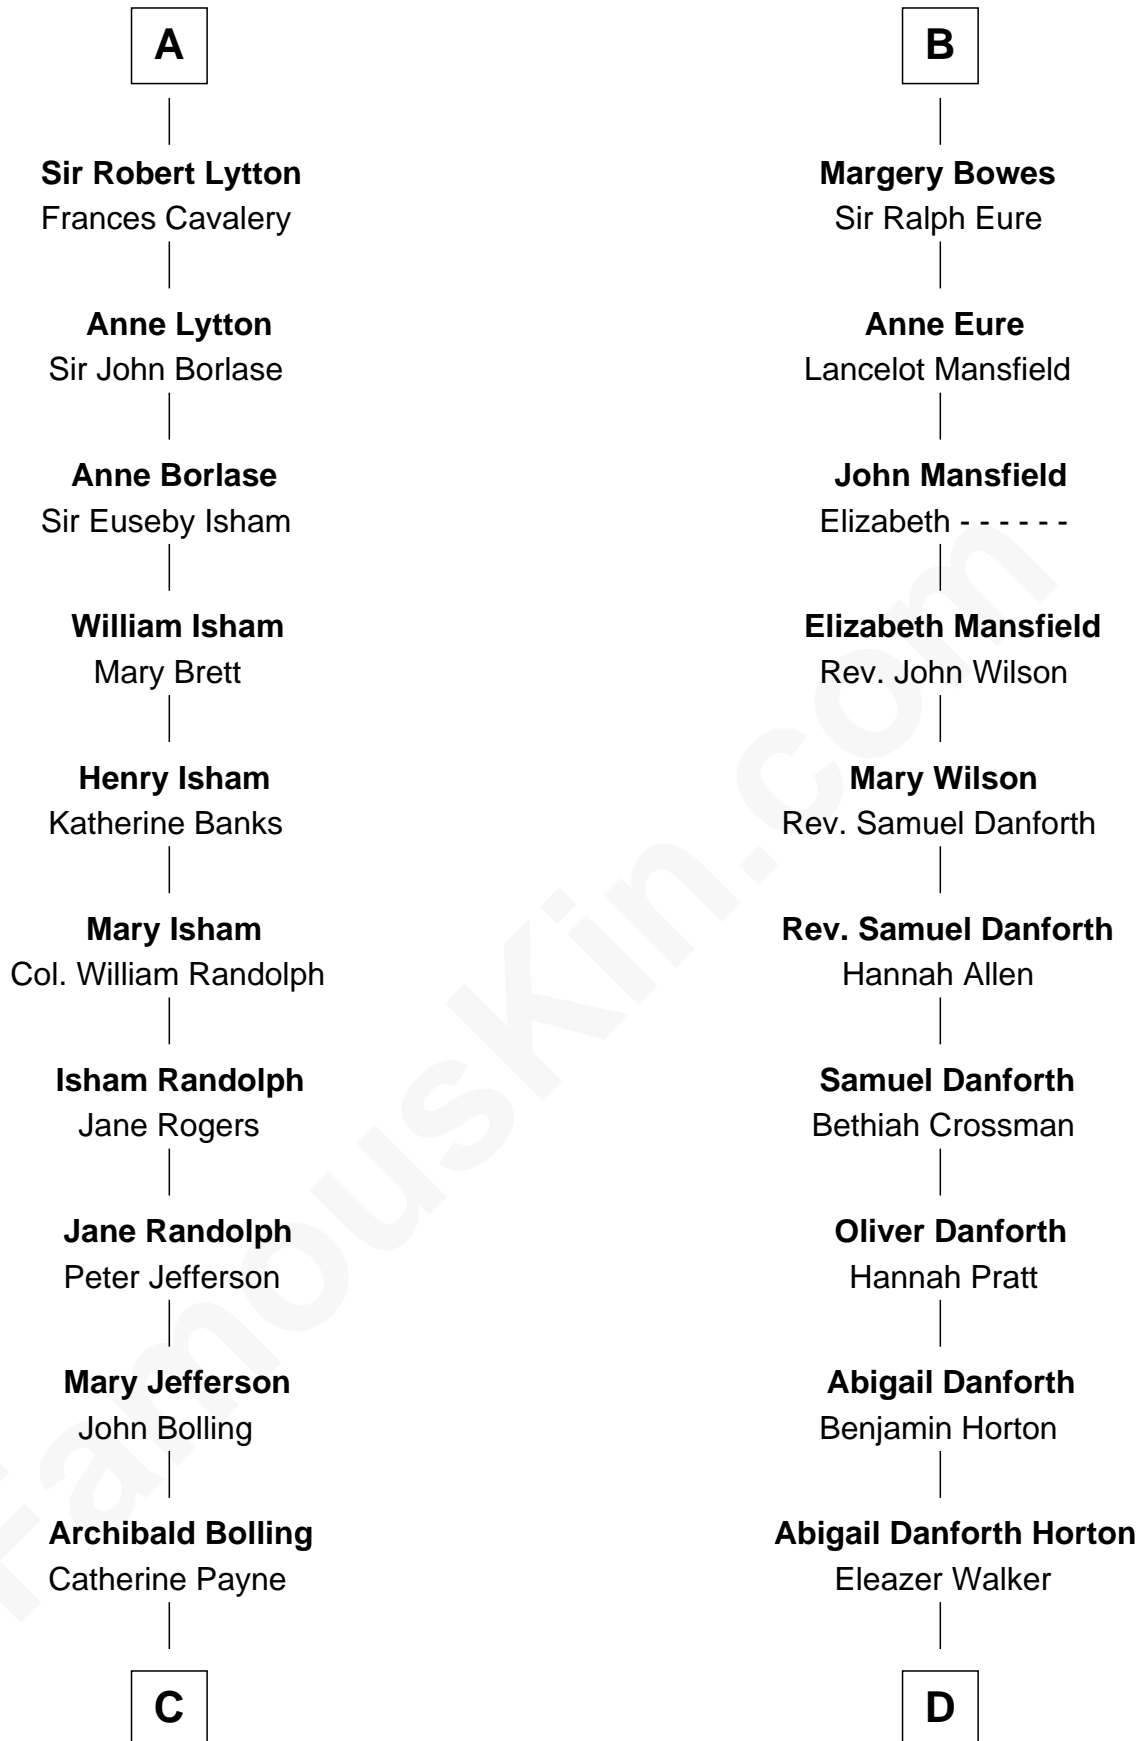 A
Sir Robert Lytton
Frances Cavalery
Anne Lytton
Sir John Borlase
Anne Borlase
Sir Euseby Isham
William Isham
Mary Brett
Henry Isham
Katherine Banks
Mary Isham
Col. William Randolph
Isham Randolph
Jane Rogers
Jane Randolph
Peter Jefferson
Mary Jefferson
John Bolling
Archibald Bolling
Catherine Payne
C
B
Margery Bowes
Sir Ralph Eure
Anne Eure
Lancelot Mansfield
John Mansfield
Elizabeth - - - - - -
Elizabeth Mansfield
Rev. John Wilson
Mary Wilson
Rev. Samuel Danforth
Rev. Samuel Danforth
Hannah Allen
Samuel Danforth
Bethiah Crossman
Oliver Danforth
Hannah Pratt
Abigail Danforth
Benjamin Horton
Abigail Danforth Horton
Eleazer Walker
D
FamousKin.com